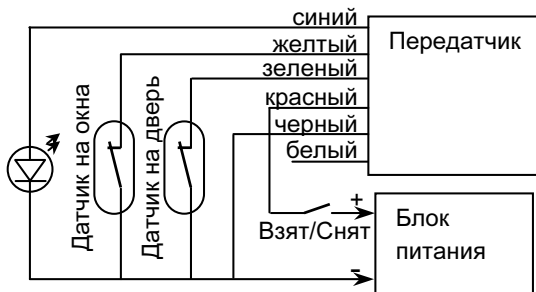 синий
желтый
зеленый
красный
черный
белый
Передатчик
Датчик на окна
Датчик на дверь
Взят/Снят
+
-
Блок
питания